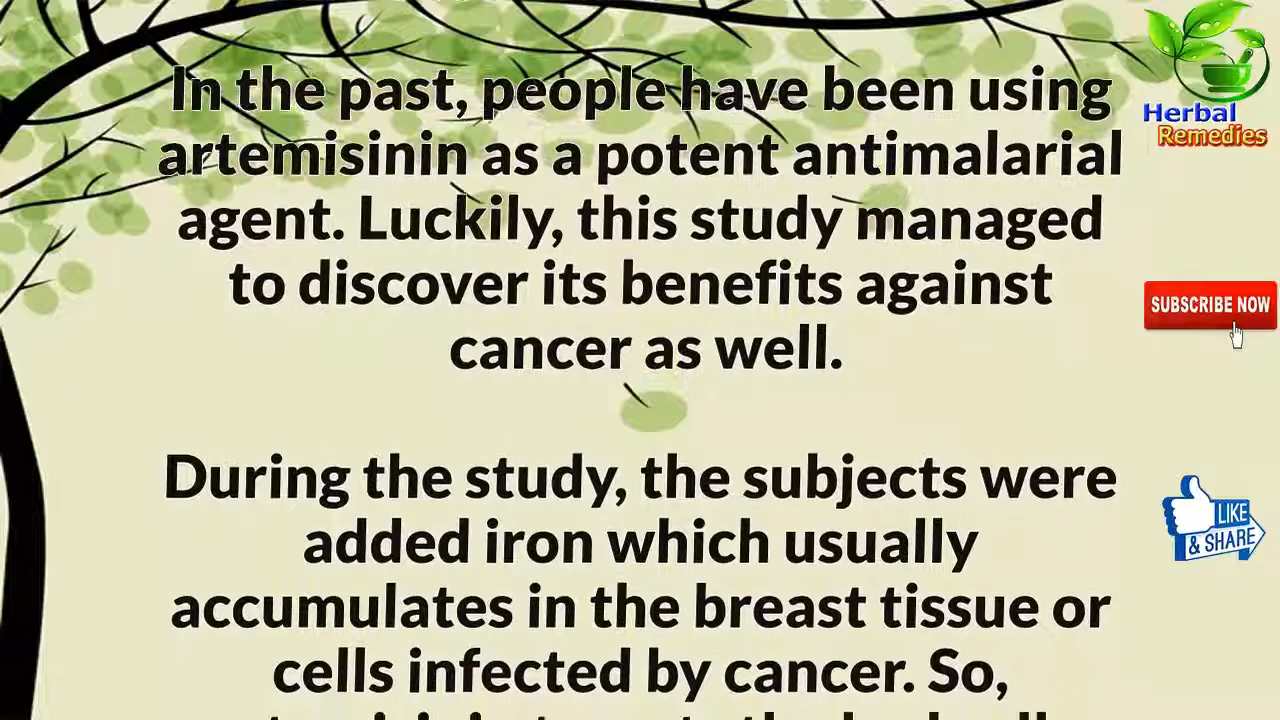 In the past, people have been using
artemisinin as a potent antimalarial
agent. Luckily, this study managed
to discover its benefits against
cancer as well.
During the study, the subjects were
added iron which usually
accumulates in the breast tissue or
cells infected by cancer. So,
Herbal
Remedies
SUBSCRIBE NOW
LIKE
& SHARE